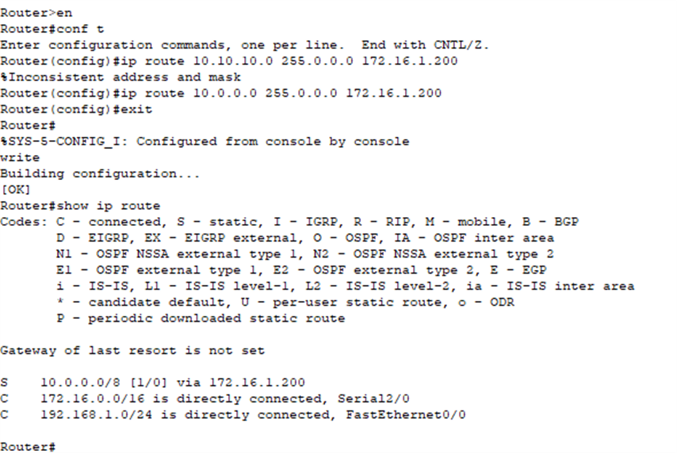 Router>en
Router#conf t
Enter configuration commands, one per line.  End with CNTL/Z.
Router(config)#ip route 10.10.10.0 255.0.0.0 172.16.1.200
%Inconsistent address and mask
Router(config)#ip route 10.0.0.0 255.0.0.0 172.16.1.200
Router(config)#exit
Router#
%SYS-5-CONFIG_I: Configured from console by console
write
Building configuration...
[OK]
Router#show ip route
Codes: C - connected, S - static, I - IGRP, R - RIP, M - mobile, B - BGP
       D - EIGRP, EX - EIGRP external, O - OSPF, IA - OSPF inter area
       N1 - OSPF NSSA external type 1, N2 - OSPF NSSA external type 2
       E1 - OSPF external type 1, E2 - OSPF external type 2, E - EGP
       i - IS-IS, L1 - IS-IS level-1, L2 - IS-IS level-2, ia - IS-IS inter area
       * - candidate default, U - per-user static route, o - ODR
       P - periodic downloaded static route
Gateway of last resort is not set
S    10.0.0.0/8 [1/0] via 172.16.1.200
C    172.16.0.0/16 is directly connected, Serial2/0
C    192.168.1.0/24 is directly connected, FastEthernet0/0
Router#